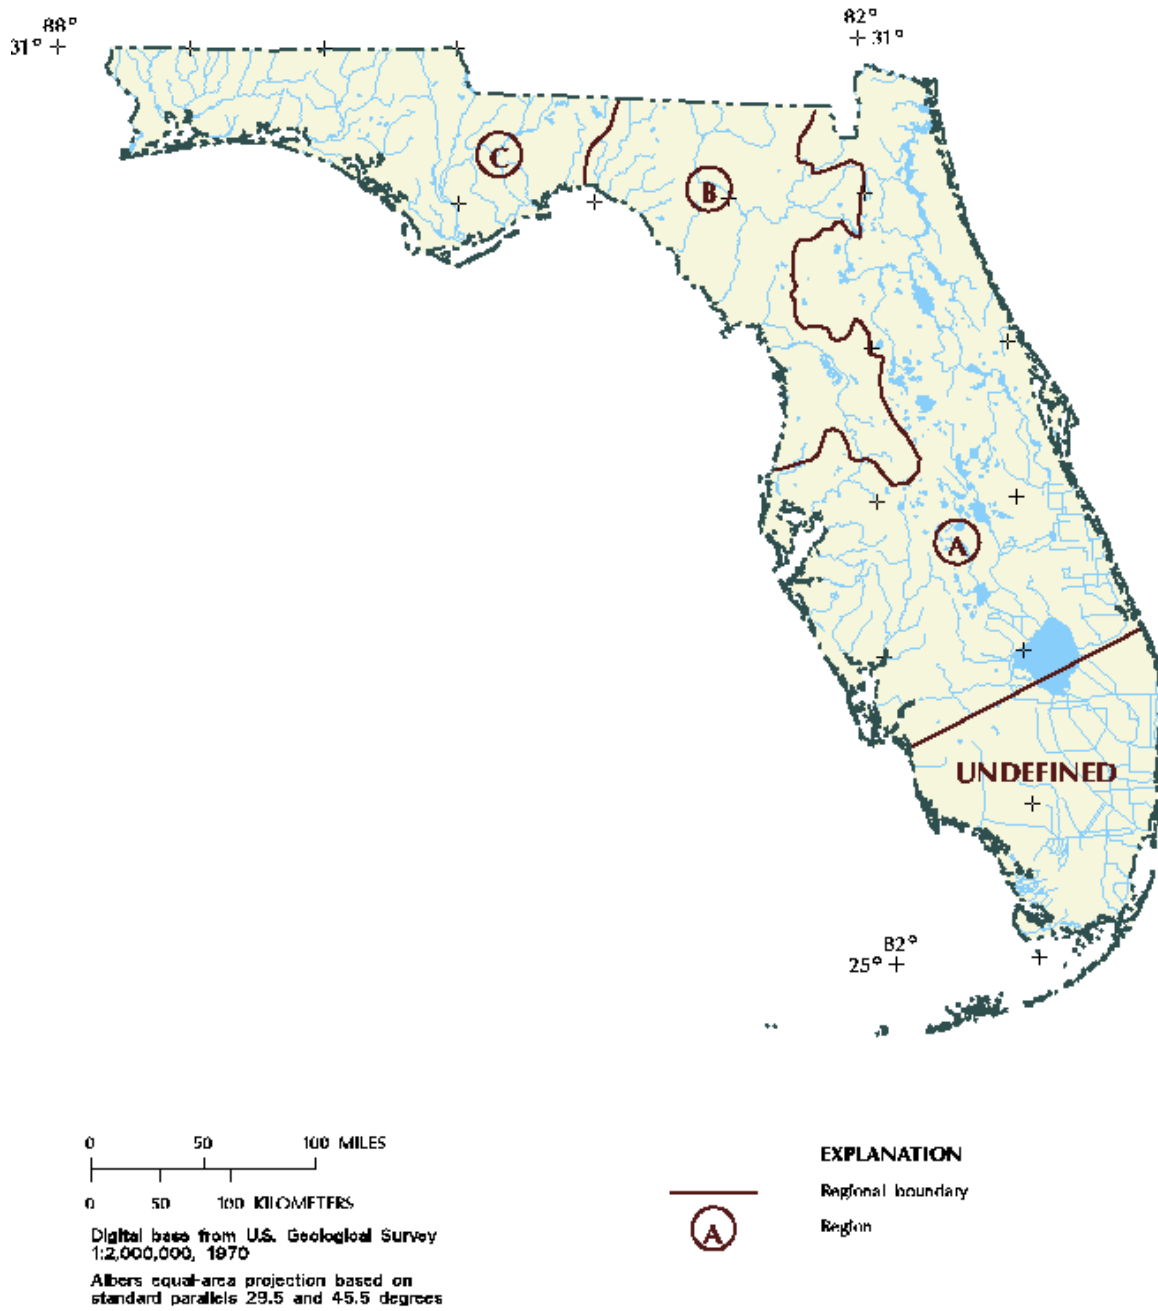 88°
31°
82°
31°
C
B
A
UNDEFINED
82°
25°
0 50 100 MILES
0 50 100 KILOMETERS
Digital base from U.S. Geological Survey
1:2,000,000, 1970
Albers equal-area projection based on
standard parallels 29.5 and 45.5 degrees
EXPLANATION
Regional boundary
A
Region